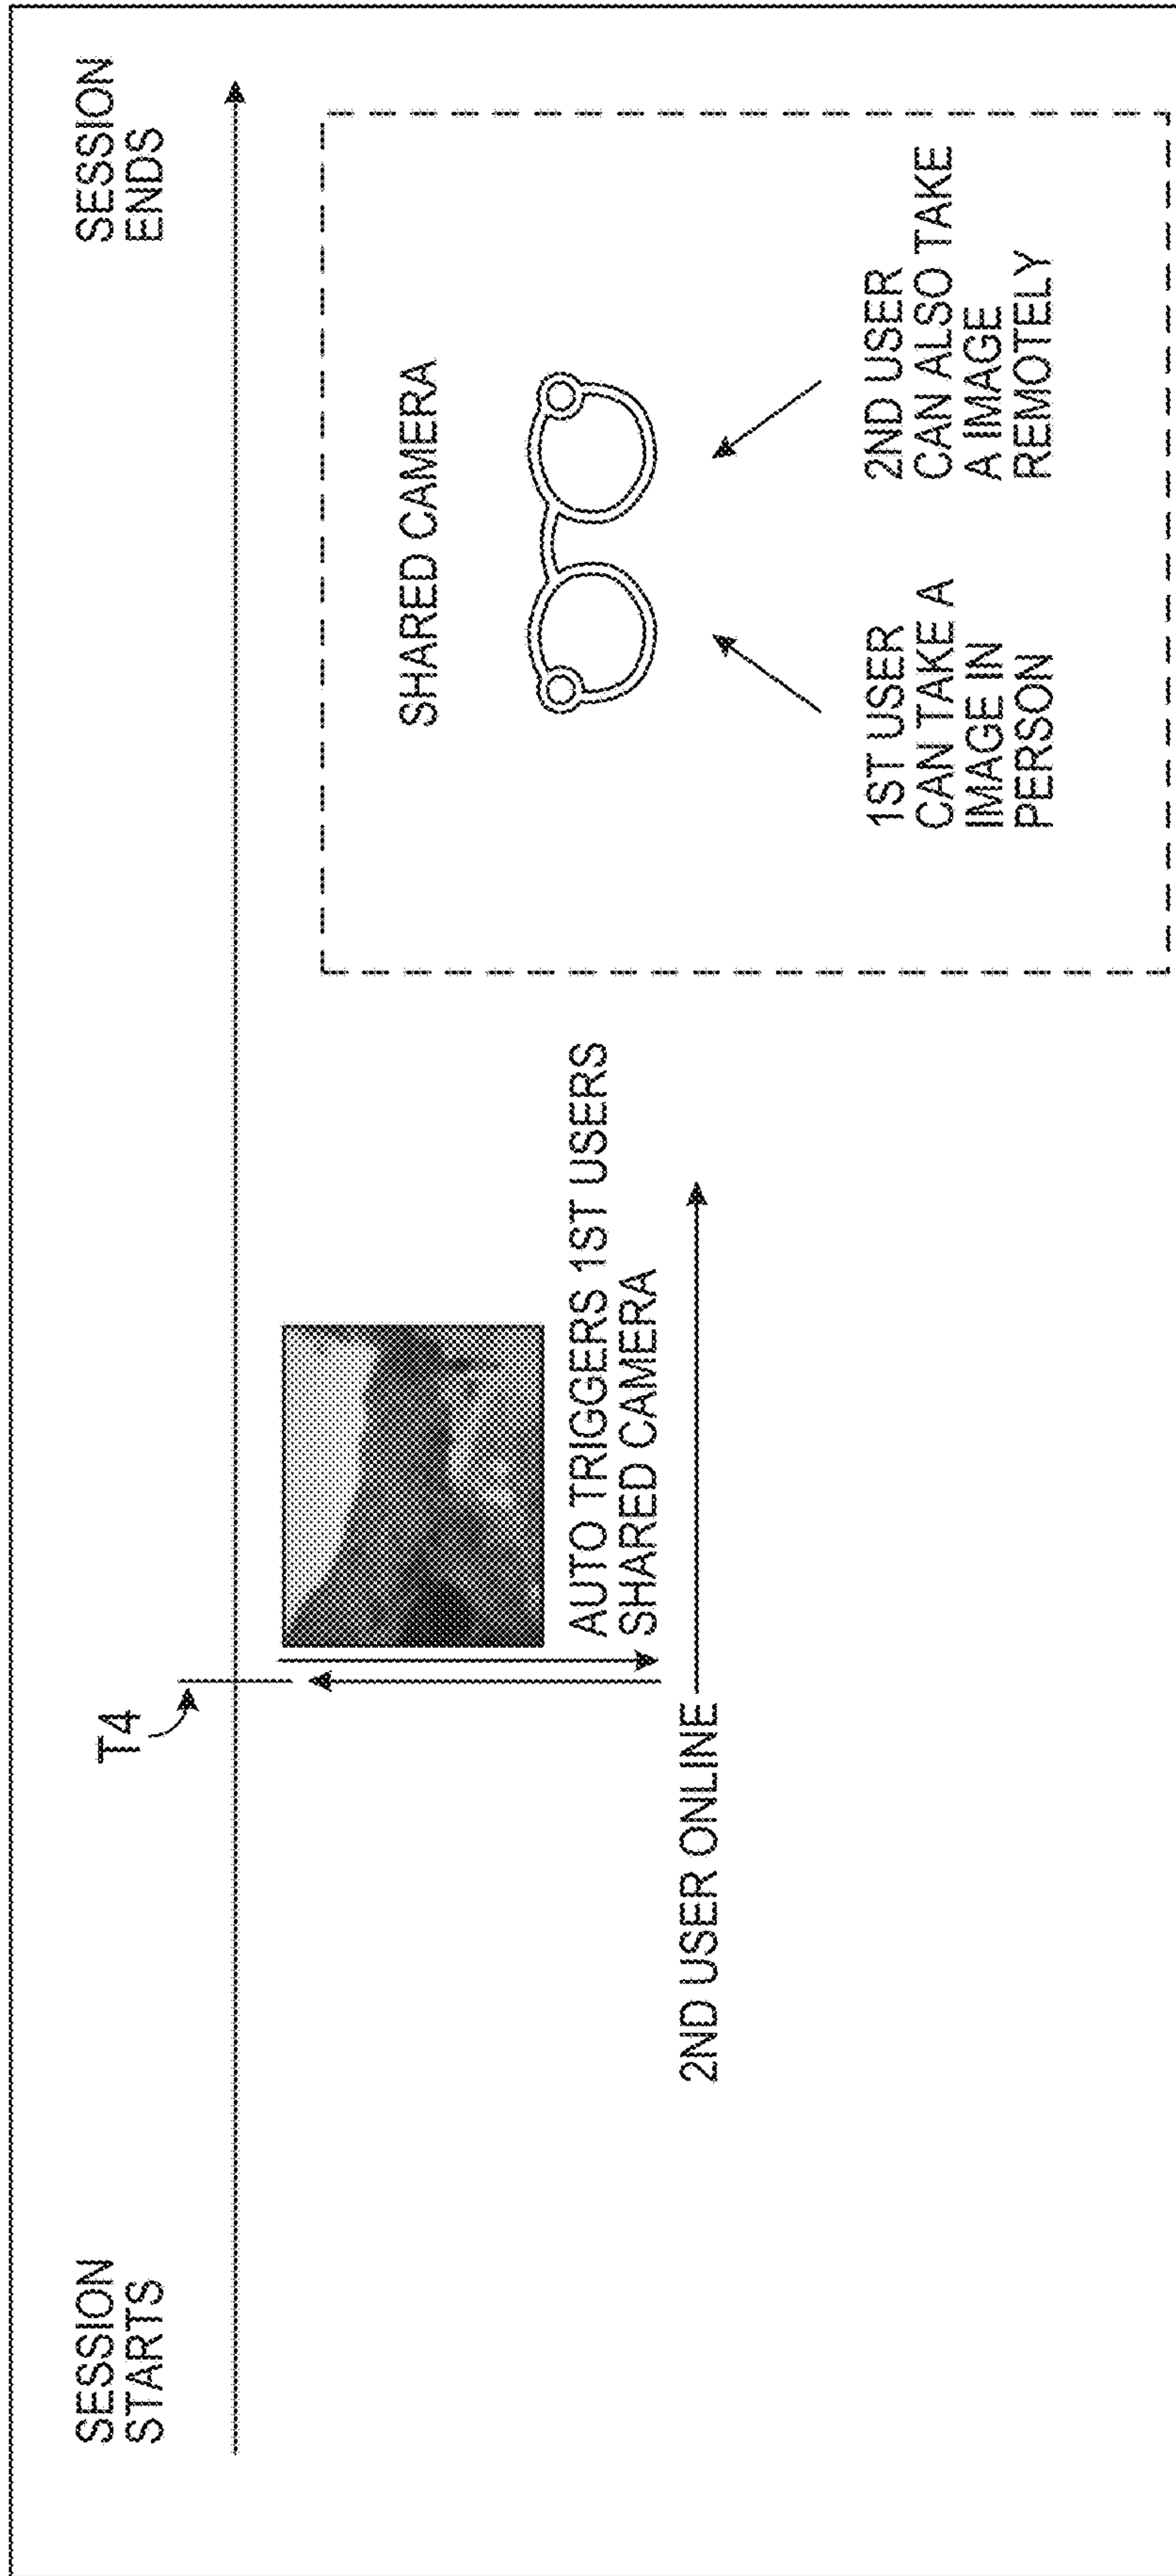 SESSION
STARTS
T4
SESSION
ENDS
AUTO TRIGGERS 1ST USERS
SHARED CAMERA
2ND USER ONLINE
SHARED CAMERA
1ST USER
CAN TAKE A
IMAGE IN
PERSON
2ND USER
CAN ALSO TAKE
A IMAGE
REMOTELY